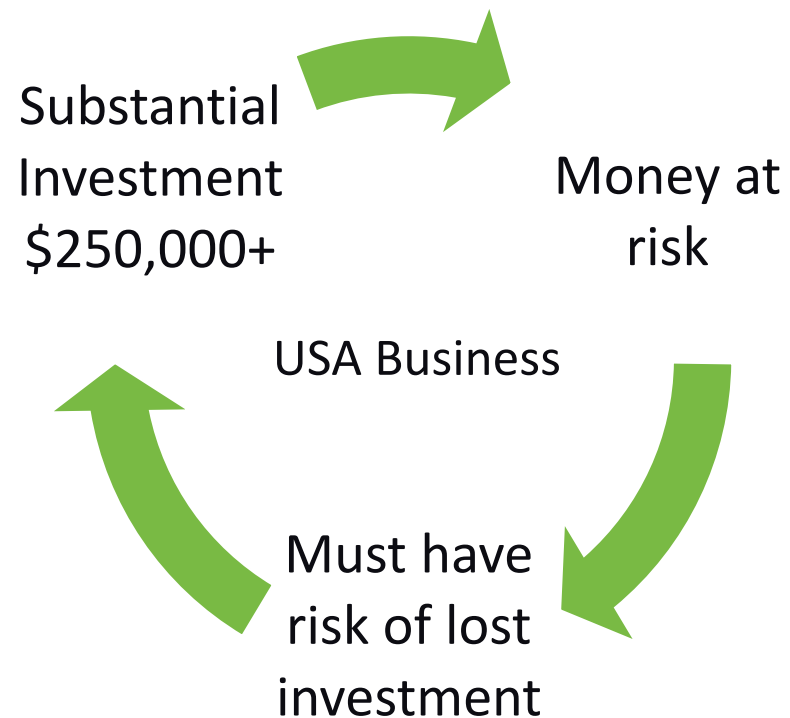 Substantial
Investment
$250,000+
Money at
risk
USA Business
Must have
risk of lost
investment